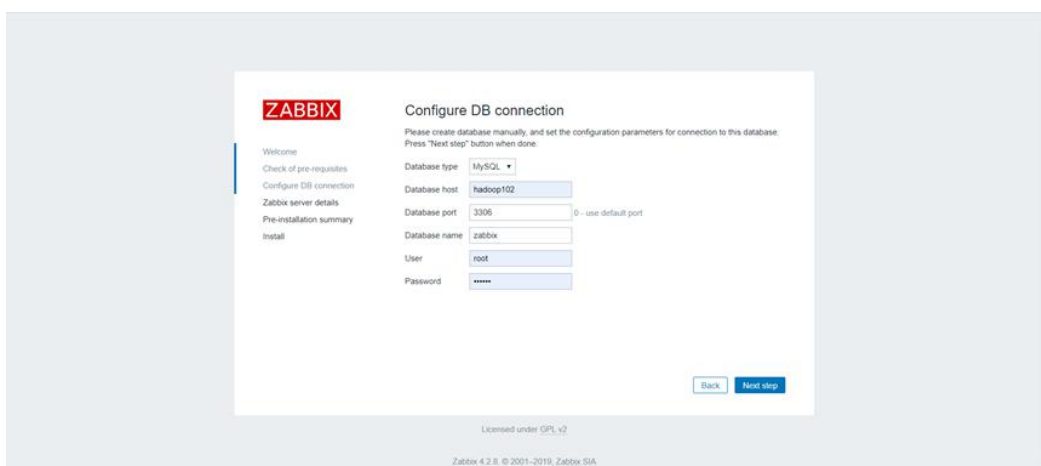 ZABBIX
Welcome
Check of pre-requisites
Configure DB connection
Zabbix server details
Pre-installation summary
Install
Configure DB connection
Please create database manually, and set the configuration parameters for connection to this database.
Press "Next step" button when done.
Database type MySQL
Database host hadoop102
Database port 3306 0 - use default port
Database name zabbix
User root
Password ••••••
Back Next step
Licensed under GPL v2
Zabbix 4.2.8. © 2001–2019, Zabbix SIA